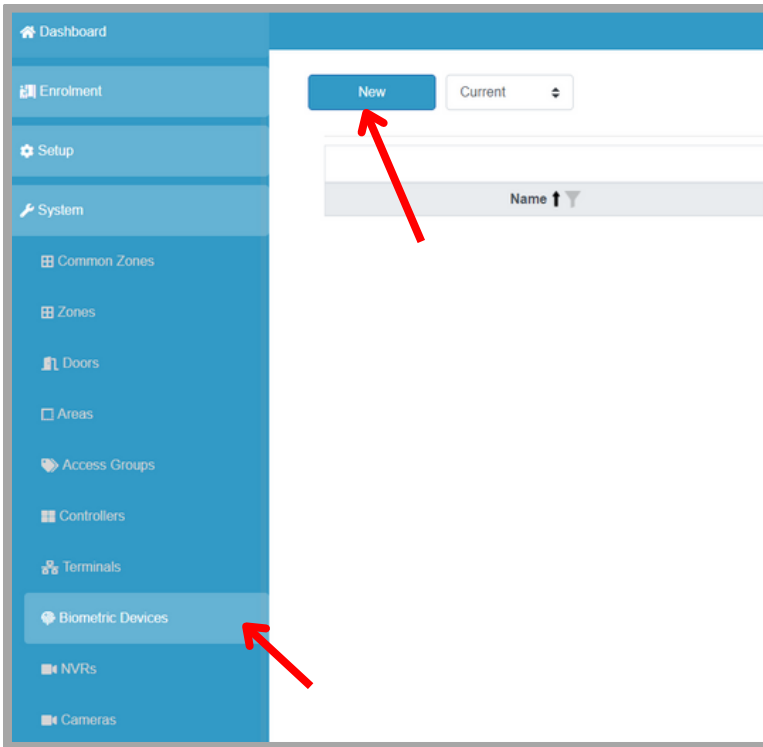 Dashboard
Enrolment
Setup
System
Common Zones
Zones
Doors
Areas
Access Groups
Controllers
Terminals
Biometric Devices
NVRs
Cameras
New
Current
Name